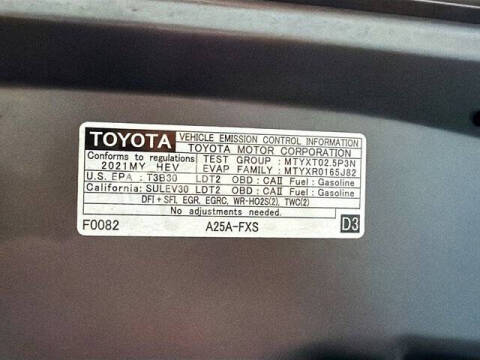 TOYOTA VEHICLE EMISSION CONTROL INFORMATION
TOYOTA MOTOR CORPORATION
Conforms to regulations TEST GROUP : MTYXT02.5P3N
2021MY HEV EVAP FAMILY : MTYXR0165J82
U.S. EPA : T3B30 LDT2 OBD : CAII Fuel : Gasoline
California: SULEV30 LDT2 OBD : CAII Fuel : Gasoline
DFI + SFI, EGR, EGRC, WR-HO2S(2), TWC(2)
No adjustments needed.
F0082 A25A-FXS D3